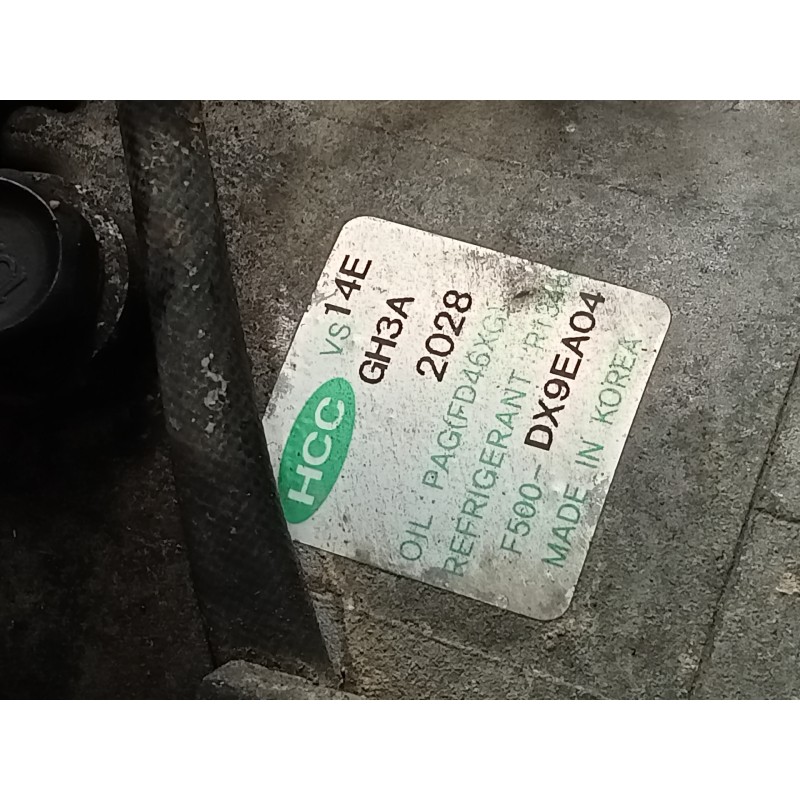 HCC
VS14E
GH3A
2028
OIL PAG(FD46XG)
REFRIGERANT R134a
F500-DX9EA04
MADE IN KOREA